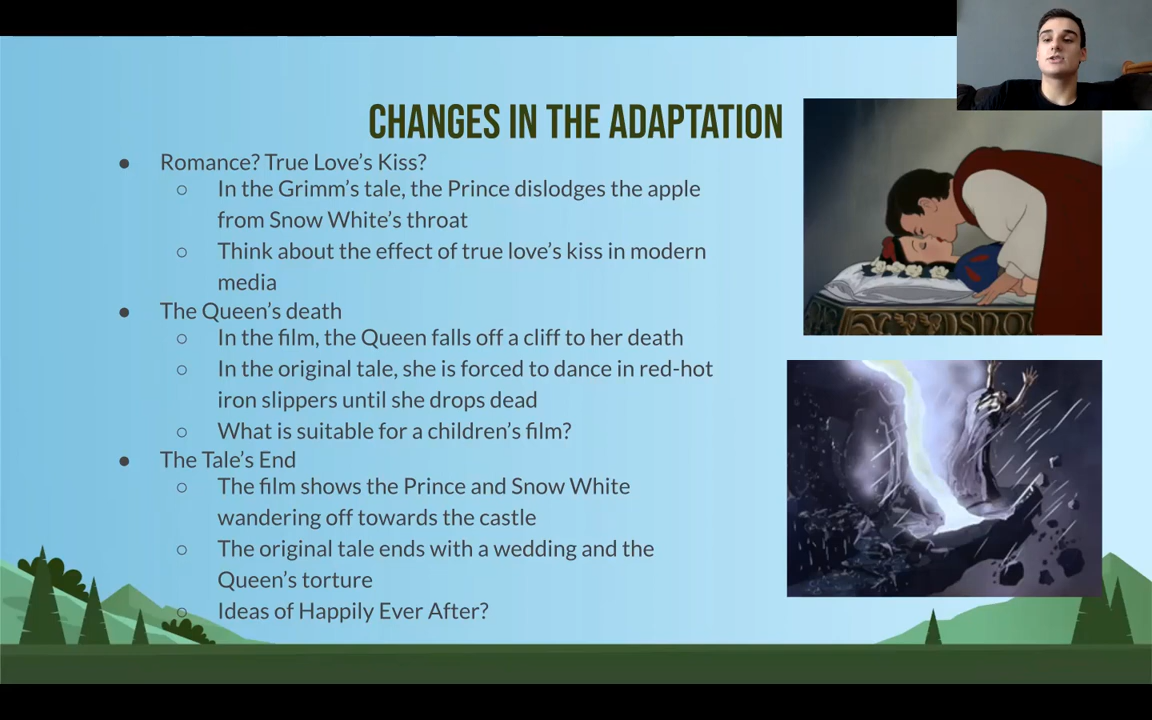 CHANGES IN THE ADAPTATION
● Romance? True Love's Kiss?
○ In the Grimm's tale, the Prince dislodges the apple
from Snow White's throat
○ Think about the effect of true love's kiss in modern
media
● The Queen's death
○ In the film, the Queen falls off a cliff to her death
○ In the original tale, she is forced to dance in red-hot
iron slippers until she drops dead
○ What is suitable for a children's film?
● The Tale's End
○ The film shows the Prince and Snow White
wandering off towards the castle
○ The original tale ends with a wedding and the
Queen's torture
○ Ideas of Happily Ever After?